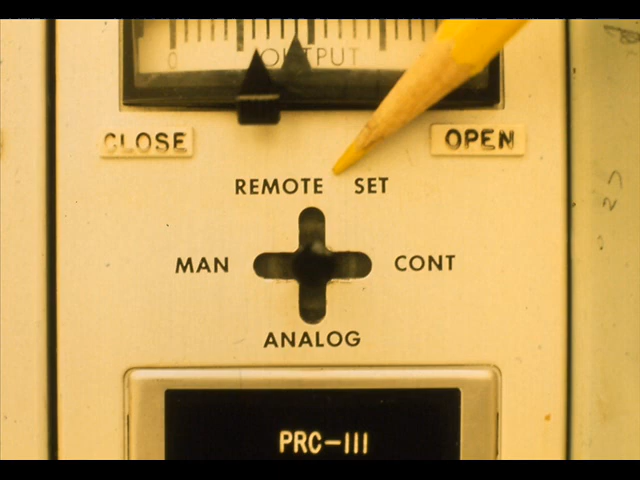 0 OUTPUT
CLOSE OPEN
REMOTE SET
MAN CONT
ANALOG
PRC-III